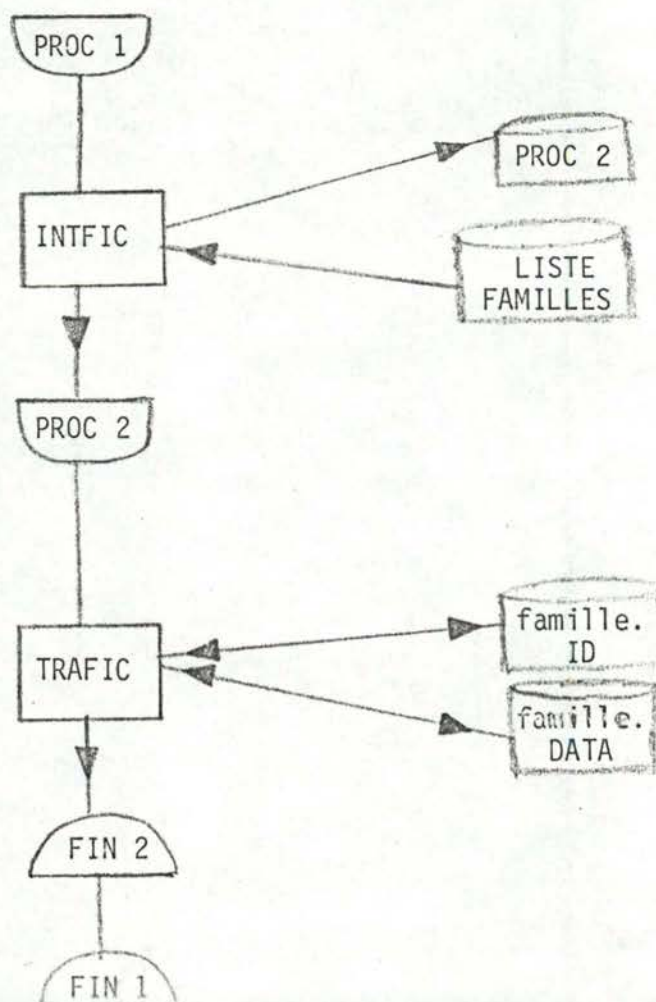 PROC 1
PROC 2
INTFIC
LISTE
FAMILLES
PROC 2
famille.
ID
TRAFIC
famille.
DATA
FIN 2
FIN 1